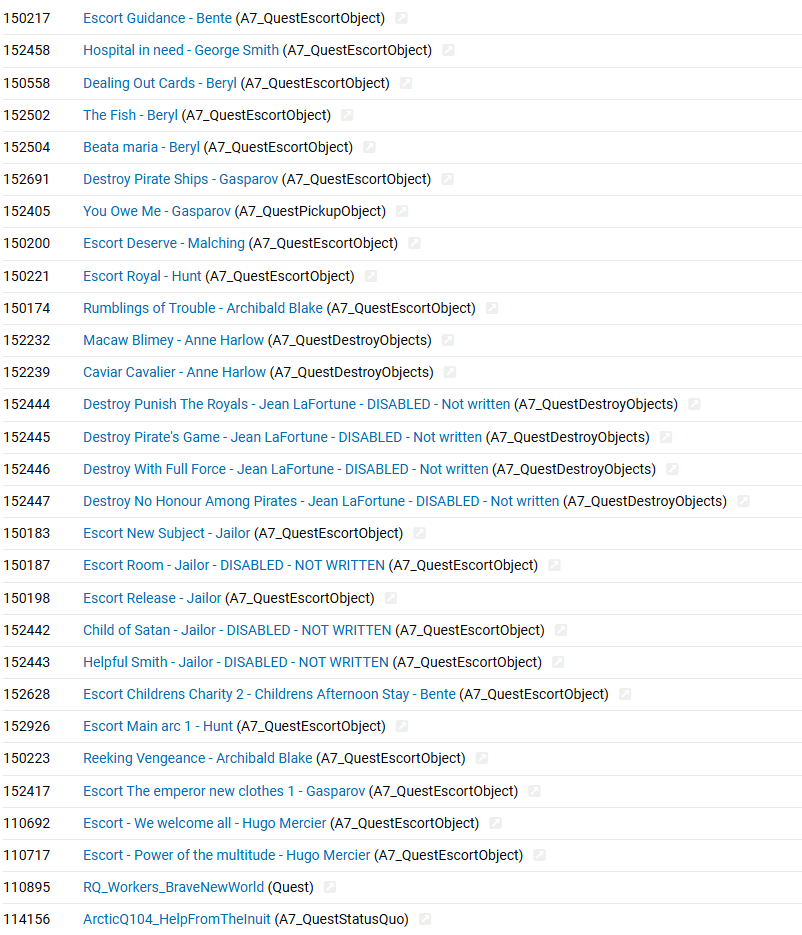 150217 Escort Guidance - Bente (A7_QuestEscortObject)
152458 Hospital in need - George Smith (A7_QuestEscortObject)
150558 Dealing Out Cards - Beryl (A7_QuestEscortObject)
152502 The Fish - Beryl (A7_QuestEscortObject)
152504 Beata maria - Beryl (A7_QuestEscortObject)
152691 Destroy Pirate Ships - Gasparov (A7_QuestEscortObject)
152405 You Owe Me - Gasparov (A7_QuestPickupObject)
150200 Escort Deserve - Malching (A7_QuestEscortObject)
150221 Escort Royal - Hunt (A7_QuestEscortObject)
150174 Rumblings of Trouble - Archibald Blake (A7_QuestEscortObject)
152232 Macaw Blimey - Anne Harlow (A7_QuestDestroyObjects)
152239 Caviar Cavalier - Anne Harlow (A7_QuestDestroyObjects)
152444 Destroy Punish The Royals - Jean LaFortune - DISABLED - Not written (A7_QuestDestroyObjects)
152445 Destroy Pirate's Game - Jean LaFortune - DISABLED - Not written (A7_QuestDestroyObjects)
152446 Destroy With Full Force - Jean LaFortune - DISABLED - Not written (A7_QuestDestroyObjects)
152447 Destroy No Honour Among Pirates - Jean LaFortune - DISABLED - Not written (A7_QuestDestroyObjects)
150183 Escort New Subject - Jailor (A7_QuestEscortObject)
150187 Escort Room - Jailor - DISABLED - NOT WRITTEN (A7_QuestEscortObject)
150198 Escort Release - Jailor (A7_QuestEscortObject)
152442 Child of Satan - Jailor - DISABLED - NOT WRITTEN (A7_QuestEscortObject)
152443 Helpful Smith - Jailor - DISABLED - NOT WRITTEN (A7_QuestEscortObject)
152628 Escort Childrens Charity 2 - Childrens Afternoon Stay - Bente (A7_QuestEscortObject)
152926 Escort Main arc 1 - Hunt (A7_QuestEscortObject)
150223 Reeking Vengeance - Archibald Blake (A7_QuestEscortObject)
152417 Escort The emperor new clothes 1 - Gasparov (A7_QuestEscortObject)
110692 Escort - We welcome all - Hugo Mercier (A7_QuestEscortObject)
110717 Escort - Power of the multitude - Hugo Mercier (A7_QuestEscortObject)
110895 RQ_Workers_BraveNewWorld (Quest)
114156 ArcticQ104_HelpFromTheInuit (A7_QuestStatusQuo)